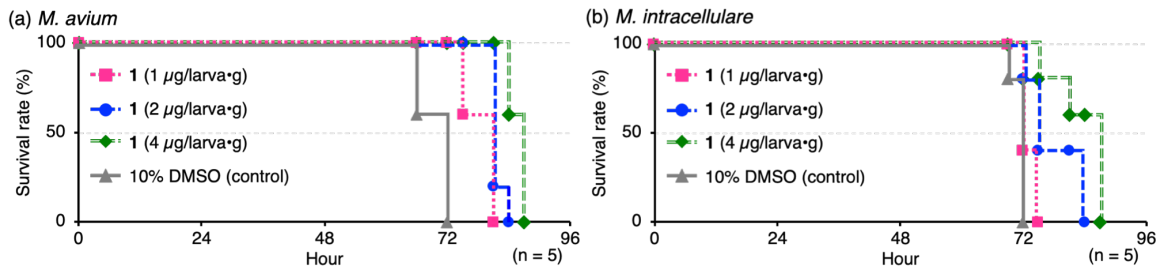 (a) M. avium
100
50
0
Survival rate (%)
1 (1 µg/larva•g)
1 (2 µg/larva•g)
1 (4 µg/larva•g)
10% DMSO (control)
0 24 48 72 96
Hour
(n = 5)
(b) M. intracellulare
100
50
0
Survival rate (%)
1 (1 µg/larva•g)
1 (2 µg/larva•g)
1 (4 µg/larva•g)
10% DMSO (control)
0 24 48 72 96
Hour
(n = 5)